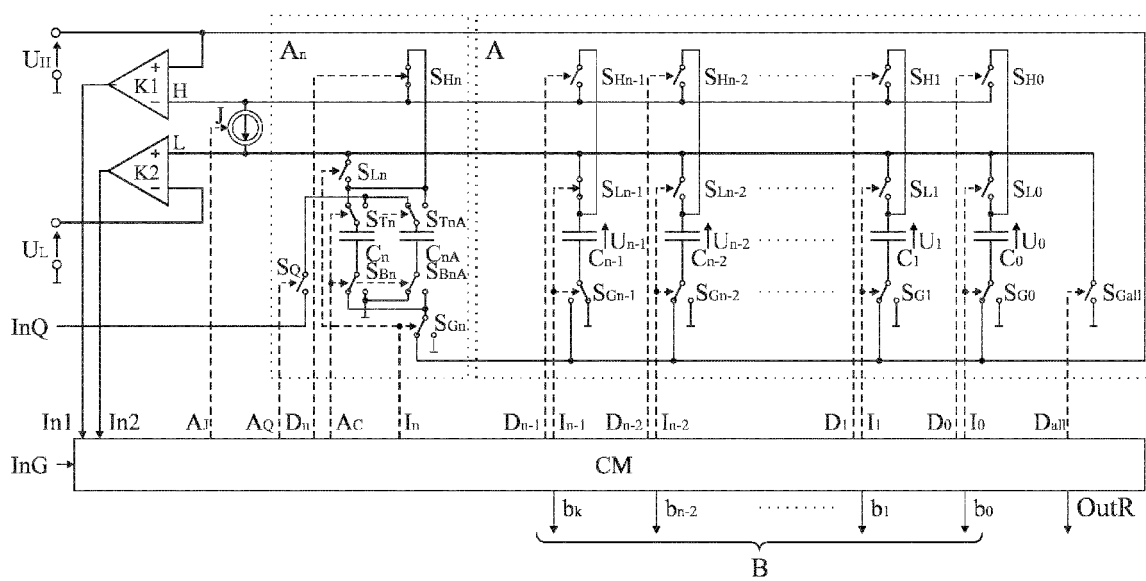 An A
UH
K1 + − H
SHn SHn-1 SHn-2 SH1 SH0
J
L
K2 + −
SLn SLn-1 SLn-2 SL1 SL0
STn STnA
UL
Cn CnA Cn-1 Un-1 Cn-2 Un-2 C1 U1 C0 U0
SQ SBn SBnA
SGn-1 SGn-2 SG1 SG0 SGall
InQ
SGn
In1 In2 AJ AQ Dn AC In Dn-1 In-1 Dn-2 In-2 D1 I1 D0 I0 Dall
InG CM
bk bn-2 b1 b0 OutR
B